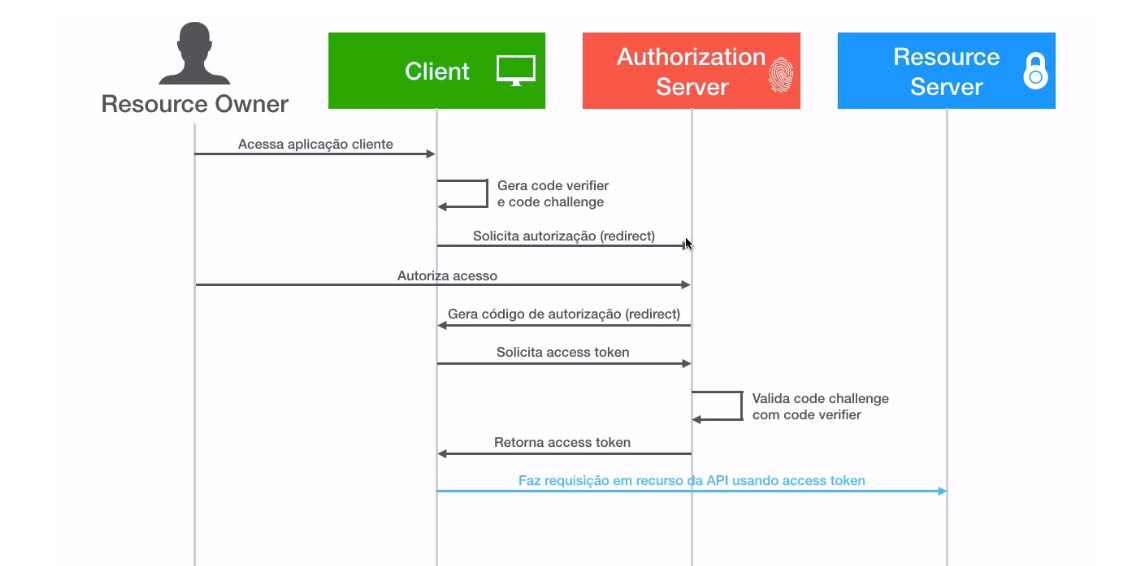 Resource Owner
Client
Authorization
Server
Resource
Server
Acessa aplicação cliente
Gera code verifier
e code challenge
Solicita autorização (redirect)
Autoriza acesso
Gera código de autorização (redirect)
Solicita access token
Valida code challenge
com code verifier
Retorna access token
Faz requisição em recurso da API usando access token